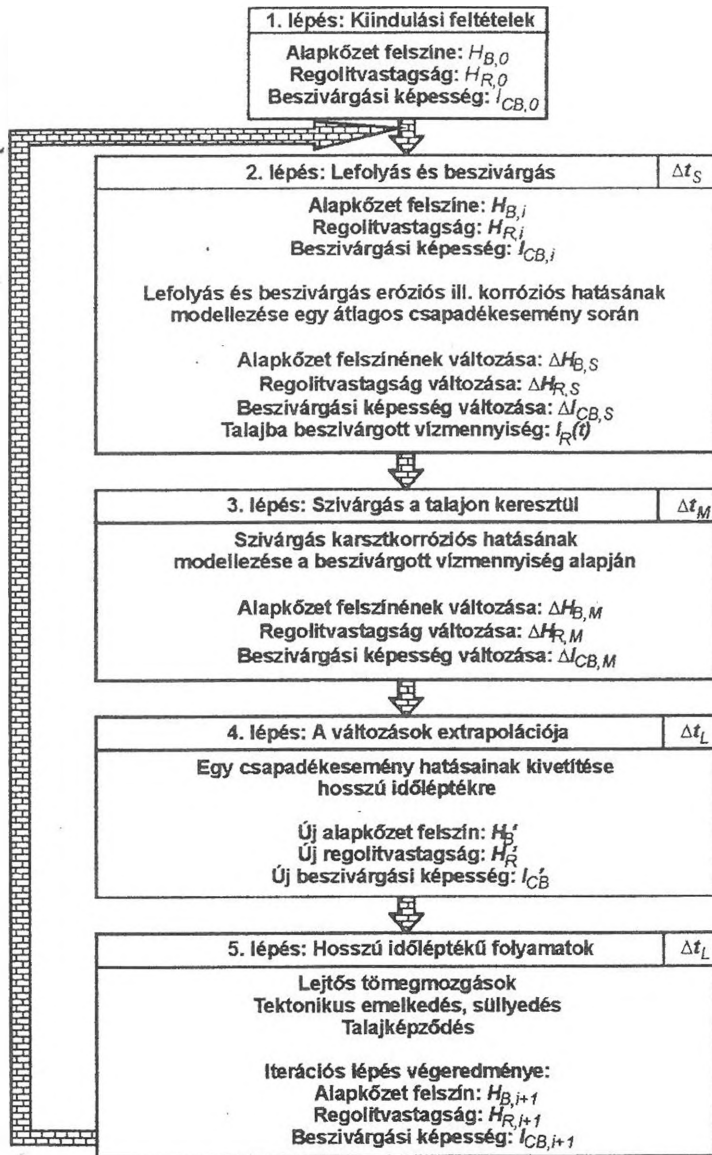 1. lépés: Kiindulási feltételek
Alapkőzet felszíne: H_B,0
Regolitvastagság: H_R,0
Beszivárgási képesség: I_CB,0
2. lépés: Lefolyás és beszivárgás Δt_S
Alapkőzet felszíne: H_B,i
Regolitvastagság: H_R,i
Beszivárgási képesség: I_CB,i
Lefolyás és beszivárgás eróziós ill. korróziós hatásának
modellezése egy átlagos csapadékesemény során
Alapkőzet felszínének változása: ΔH_B,S
Regolitvastagság változása: ΔH_R,S
Beszivárgási képesség változása: ΔI_CB,S
Talajba beszivárgott vízmennyiség: I_R(t)
3. lépés: Szivárgás a talajon keresztül Δt_M
Szivárgás karsztkorróziós hatásának
modellezése a beszivárgott vízmennyiség alapján
Alapkőzet felszínének változása: ΔH_B,M
Regolitvastagság változása: ΔH_R,M
Beszivárgási képesség változása: ΔI_CB,M
4. lépés: A változások extrapolációja Δt_L
Egy csapadékesemény hatásainak kivetítése
hosszú időléptékre
Új alapkőzet felszín: H_B'
Új regolitvastagság: H_R'
Új beszivárgási képesség: I_CB'
5. lépés: Hosszú időléptékű folyamatok Δt_L
Lejtős tömegmozgások
Tektonikus emelkedés, süllyedés
Talajképződés
Iterációs lépés végeredménye:
Alapkőzet felszín: H_B,i+1
Regolitvastagság: H_R,i+1
Beszivárgási képesség: I_CB,i+1